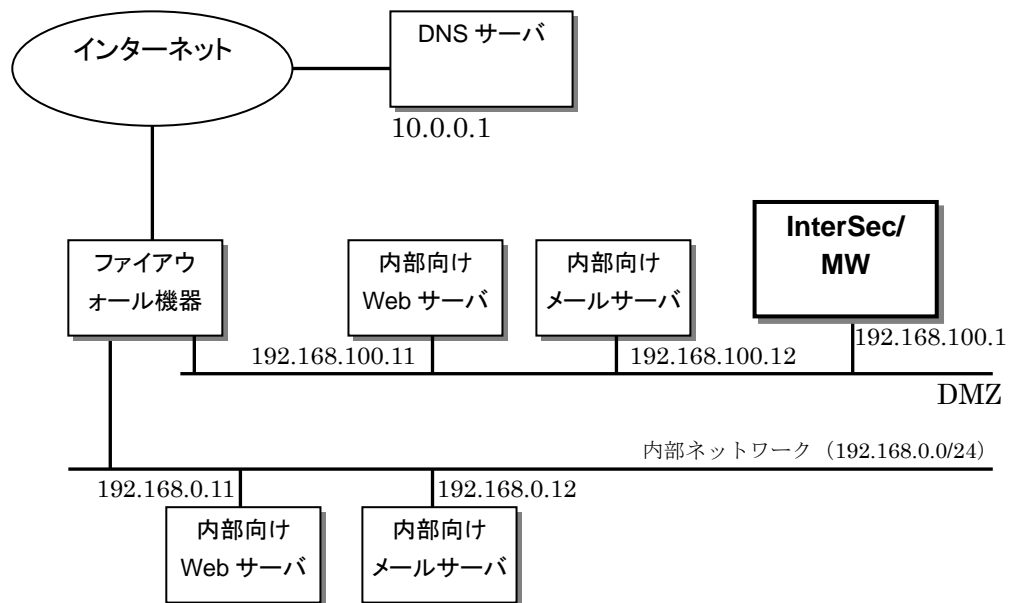 インターネット
DNS サーバ
10.0.0.1
InterSec/
MW
ファイアウ
ォール機器
内部向け
Web サーバ
内部向け
メールサーバ
192.168.100.11
192.168.100.12
192.168.100.1
DMZ
内部ネットワーク（192.168.0.0/24）
192.168.0.11
192.168.0.12
内部向け
Web サーバ
内部向け
メールサーバ